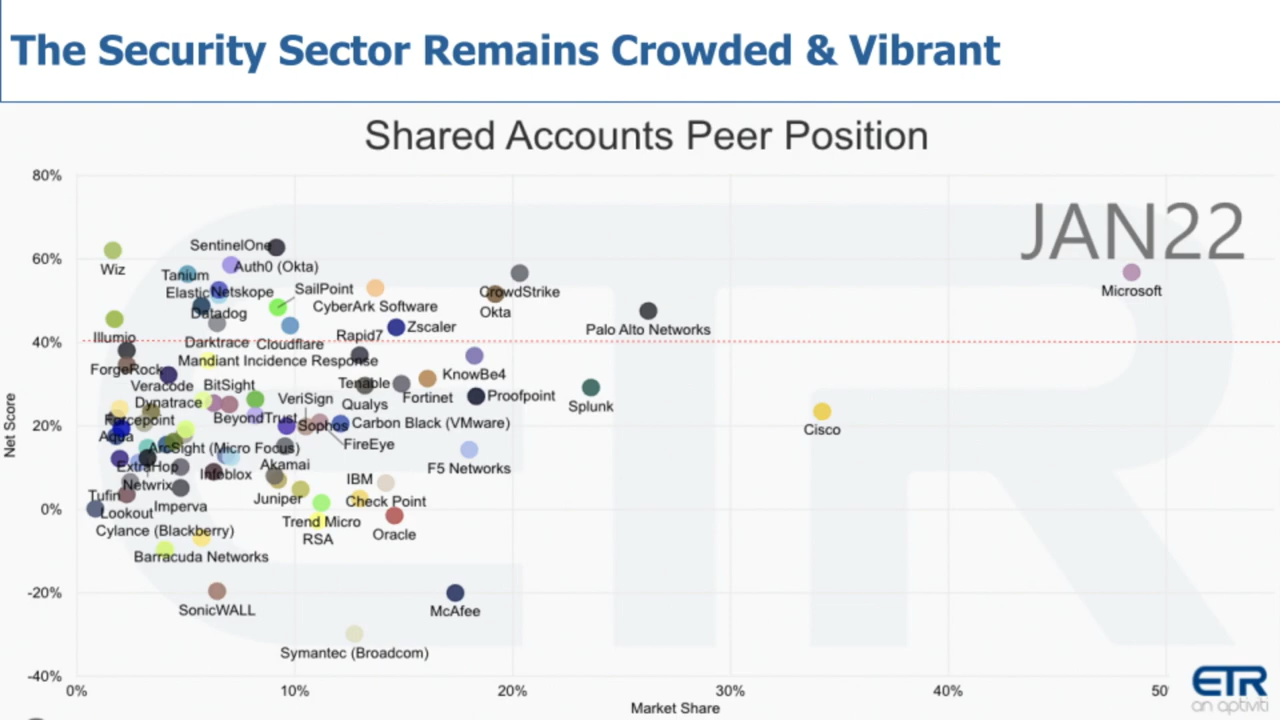 The Security Sector Remains Crowded & Vibrant
Shared Accounts Peer Position
JAN22
80%
60%
40%
20%
0%
-20%
-40%
Net Score
0%
10%
20%
30%
40%
50
Market Share
SentinelOne
Wiz
Auth0 (Okta)
Tanium
Elastic
Netskope
SailPoint
CyberArk Software
CrowdStrike
Okta
Microsoft
Datadog
Zscaler
Palo Alto Networks
Illumio
Darktrace
Cloudflare
Rapid7
Mandiant Incidence Response
ForgeRock
KnowBe4
Veracode
BitSight
Tenable
Fortinet
Proofpoint
Splunk
Dynatrace
VeriSign
Qualys
Cisco
Forcepoint
BeyondTrust
Sophos
Carbon Black (VMware)
Aqua
ArcSight (Micro Focus)
FireEye
F5 Networks
ExtraHop
Infoblox
Akamai
Netwrix
IBM
Tufin
Lookout
Imperva
Juniper
Check Point
Cylance (Blackberry)
Trend Micro
RSA
Oracle
Barracuda Networks
SonicWALL
McAfee
Symantec (Broadcom)
ETR
an aptiviti